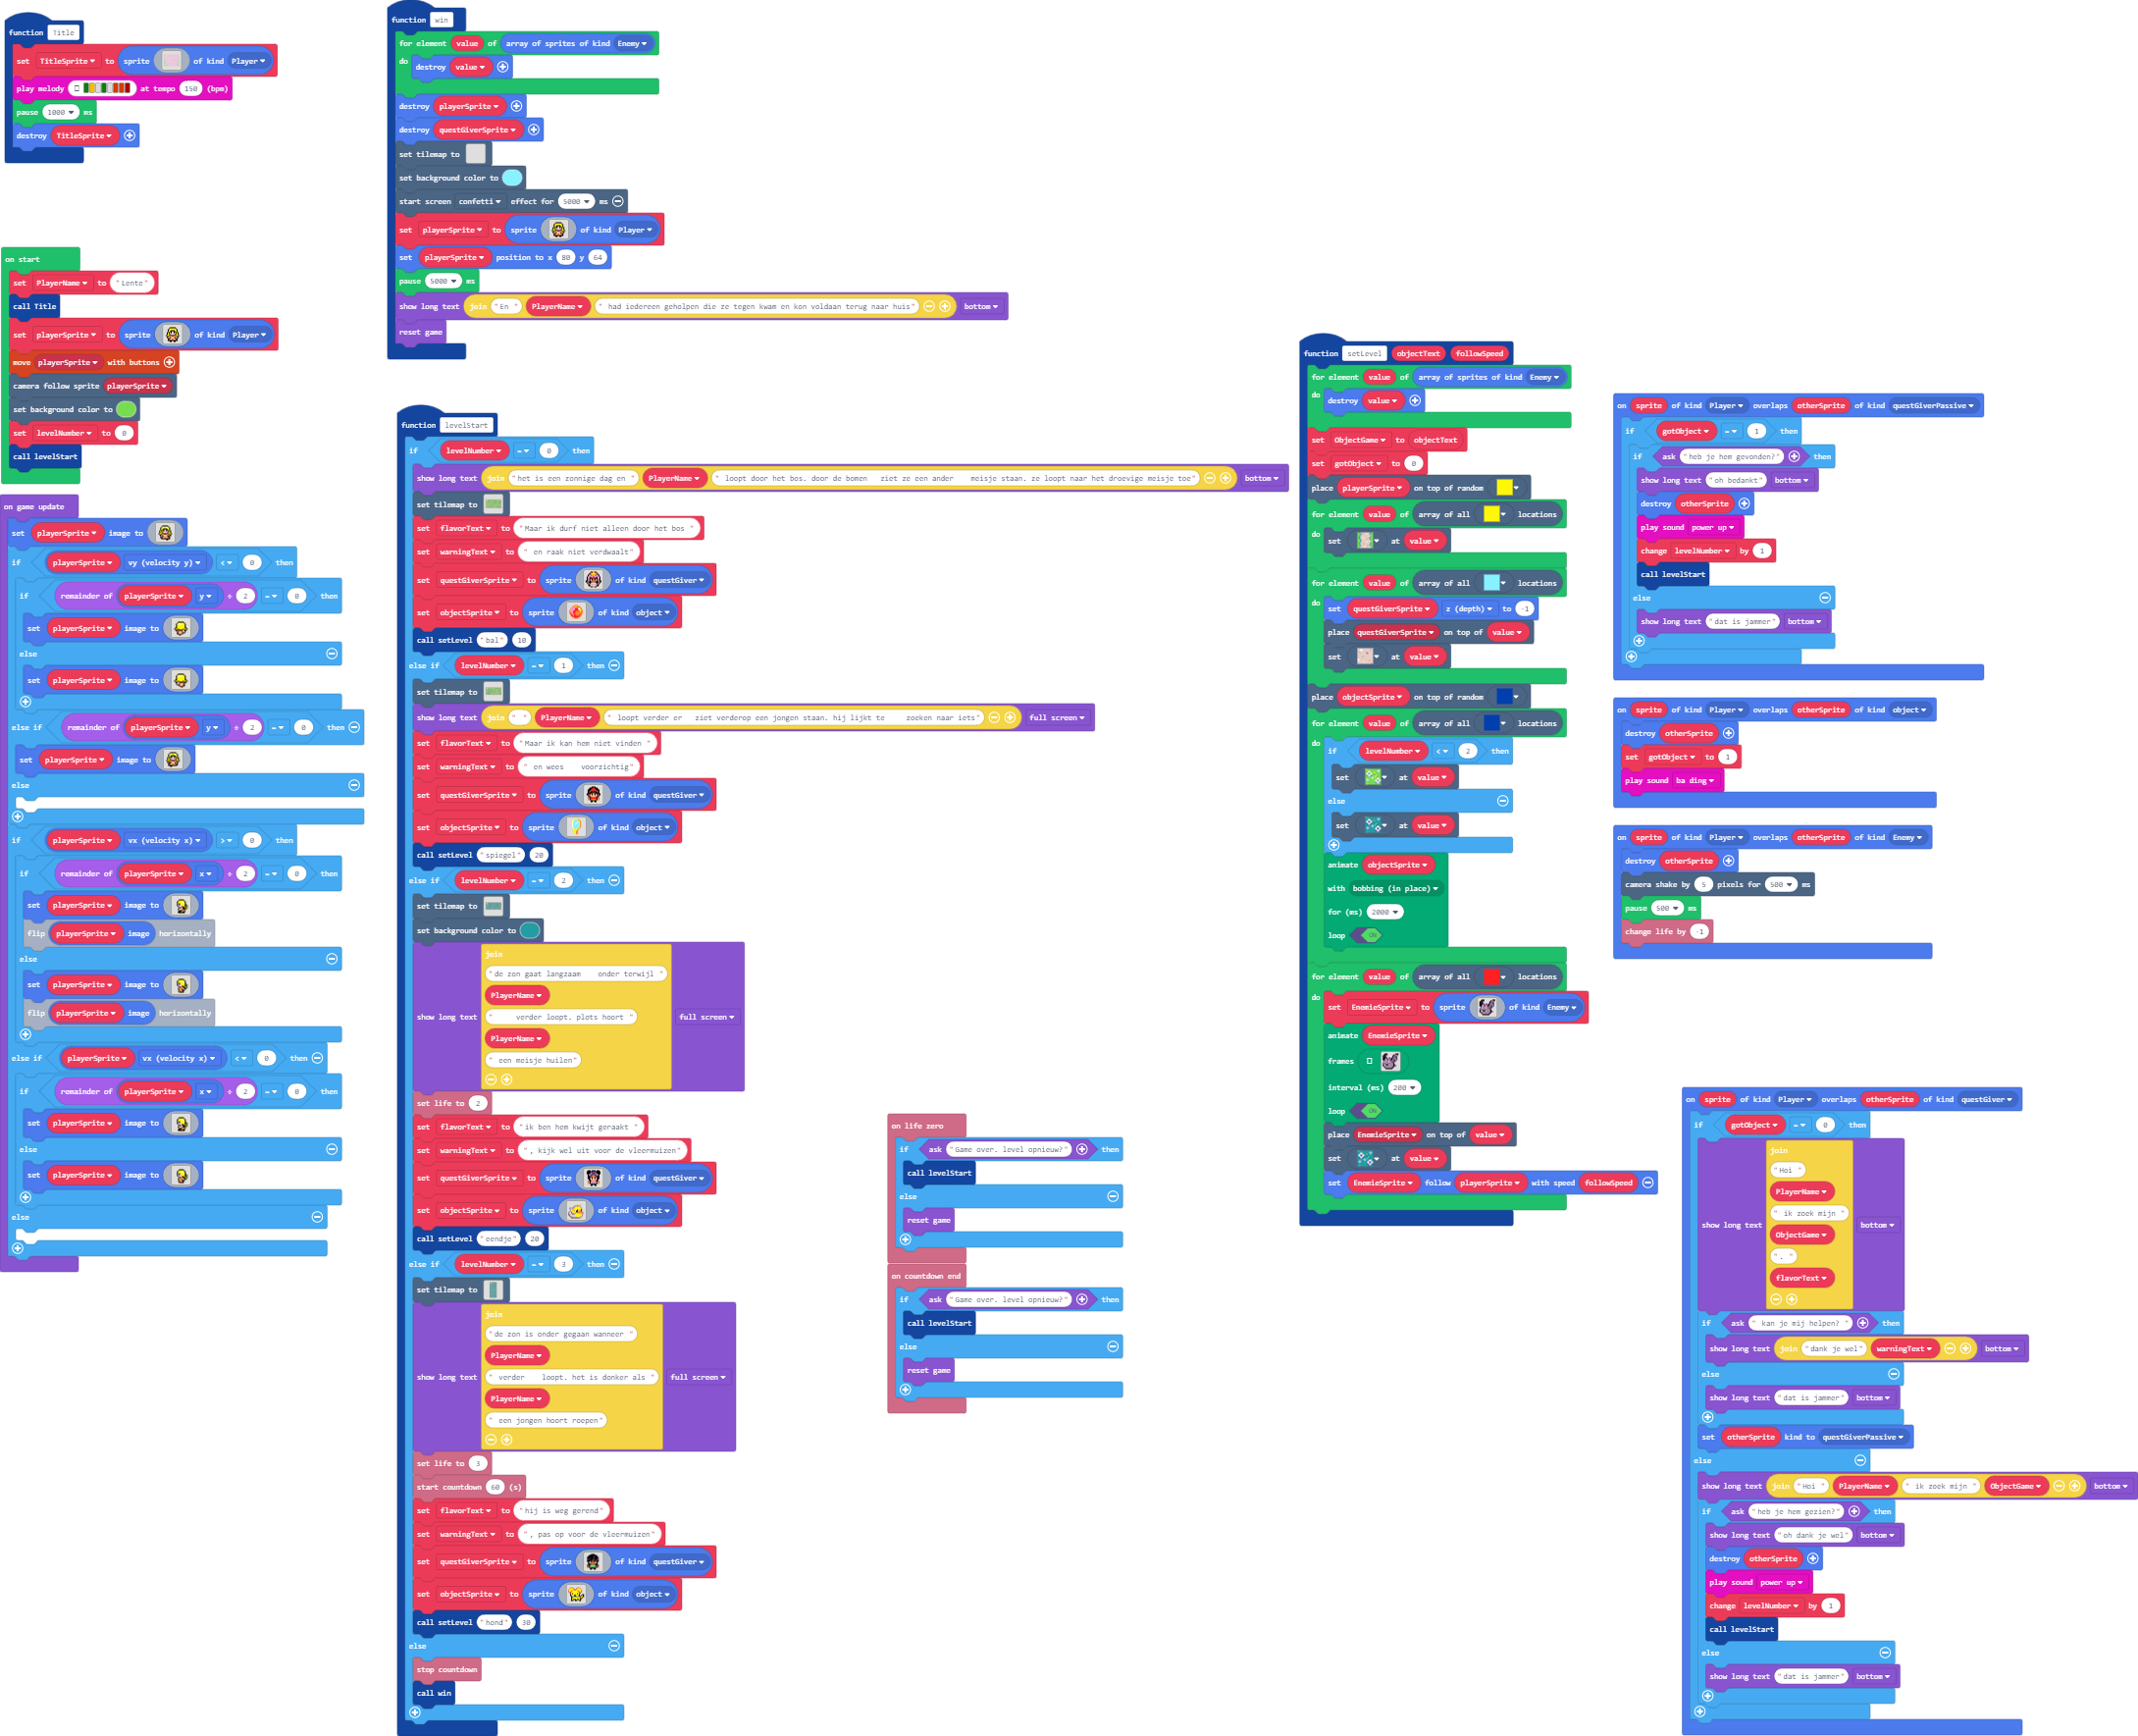 function Title
set TitleSprite to sprite of kind Player
play melody at tempo 150 (bpm)
pause 1000 ms
destroy TitleSprite
on start
set PlayerName to "Lente"
call Title
set playerSprite to sprite of kind Player
move playerSprite with buttons
camera follow sprite playerSprite
set background color to
set levelNumber to 0
call levelStart
on game update
set playerSprite image to
if playerSprite vy (velocity y) < 0 then
if remainder of playerSprite y ÷ 2 = 0 then
set playerSprite image to
else
set playerSprite image to
else if remainder of playerSprite y ÷ 2 = 0 then
set playerSprite image to
else
if playerSprite vx (velocity x) > 0 then
if remainder of playerSprite x ÷ 2 = 0 then
set playerSprite image to
flip playerSprite image horizontally
else
set playerSprite image to
flip playerSprite image horizontally
else if playerSprite vx (velocity x) < 0 then
if remainder of playerSprite x ÷ 2 = 0 then
set playerSprite image to
else
set playerSprite image to
else
function win
for element value of array of sprites of kind Enemy
do destroy value
destroy playerSprite
destroy questGiverSprite
set tilemap to
set background color to
start screen confetti effect for 5000 ms
set playerSprite to sprite of kind Player
set playerSprite position to x 80 y 64
pause 5000 ms
show long text join "En " PlayerName " had iedereen geholpen die ze tegen kwam en kon voldaan terug naar huis" bottom
reset game
function levelStart
if levelNumber = 0 then
show long text join "het is een zonnige dag en " PlayerName " loopt door het bos. door de bomen ziet ze een ander meisje staan. ze loopt naar het droevige meisje toe" bottom
set tilemap to
set flavorText to "Maar ik durf niet alleen door het bos "
set warningText to " en raak niet verdwaalt"
set questGiverSprite to sprite of kind questGiver
set objectSprite to sprite of kind object
call setLevel "bal" 10
else if levelNumber = 1 then
set tilemap to
show long text join " " PlayerName " loopt verder er ziet verderop een jongen staan. hij lijkt te zoeken naar iets" full screen
set flavorText to "Maar ik kan hem niet vinden "
set warningText to " en wees voorzichtig"
set questGiverSprite to sprite of kind questGiver
set objectSprite to sprite of kind object
call setLevel "spiegel" 20
else if levelNumber = 2 then
set tilemap to
set background color to
join
"de zon gaat langzaam onder terwijl "
PlayerName
" verder loopt. plets hoort "
show long text full screen
PlayerName
" een meisje huilen"
set life to 2
set flavorText to "ik ben hem kwijt geraakt "
set warningText to ", kijk wel uit voor de vleermuizen"
set questGiverSprite to sprite of kind questGiver
set objectSprite to sprite of kind object
call setLevel "eendje" 20
else if levelNumber = 3 then
set tilemap to
join
"de zon is onder gegaan wanneer "
PlayerName
" verder loopt. het is donker als "
show long text full screen
PlayerName
" een jongen hoort roepen"
set life to 3
start countdown 60 (s)
set flavorText to "hij is weg gerend"
set warningText to ", pas op voor de vleermuizen"
set questGiverSprite to sprite of kind questGiver
set objectSprite to sprite of kind object
call setLevel "hond" 30
else
stop countdown
call win
on life zero
if ask "Game over. level opnieuw?" then
call levelStart
else
reset game
on countdown end
if ask "Game over. level opnieuw?" then
call levelStart
else
reset game
function setLevel objectText followSpeed
for element value of array of sprites of kind Enemy
do destroy value
set ObjectGame to objectText
set gotObject to 0
place playerSprite on top of random
for element value of array of all locations
do set at value
for element value of array of all locations
do set questGiverSprite z (depth) to -1
place questGiverSprite on top of value
set at value
place objectSprite on top of random
for element value of array of all locations
do if levelNumber < 2 then
set at value
else
set at value
animate objectSprite
with bobbing (in place)
for (ms) 2000
loop ON
for element value of array of all locations
do set EnemieSprite to sprite of kind Enemy
animate EnemieSprite
frames
interval (ms) 200
loop ON
place EnemieSprite on top of value
set at value
set EnemieSprite follow playerSprite with speed followSpeed
on sprite of kind Player overlaps otherSprite of kind questGiverPassive
if gotObject = 1 then
if ask "heb je hem gevonden?" then
show long text "oh bedankt" bottom
destroy otherSprite
play sound power up
change levelNumber by 1
call levelStart
else
show long text "dat is jammer" bottom
on sprite of kind Player overlaps otherSprite of kind object
destroy otherSprite
set gotObject to 1
play sound ba ding
on sprite of kind Player overlaps otherSprite of kind Enemy
destroy otherSprite
camera shake by 5 pixels for 500 ms
pause 500 ms
change life by -1
on sprite of kind Player overlaps otherSprite of kind questGiver
if gotObject = 0 then
join
"Hoi "
PlayerName
" ik zoek mijn "
show long text bottom
ObjectGame
". "
flavorText
if ask " kan je mij helpen? " then
show long text join "dank je wel" warningText bottom
else
show long text "dat is jammer" bottom
set otherSprite kind to questGiverPassive
else
show long text join "Hoi " PlayerName " ik zoek mijn " ObjectGame bottom
if ask "heb je hem gezien?" then
show long text "oh dank je wel" bottom
destroy otherSprite
play sound power up
change levelNumber by 1
call levelStart
else
show long text "dat is jammer" bottom